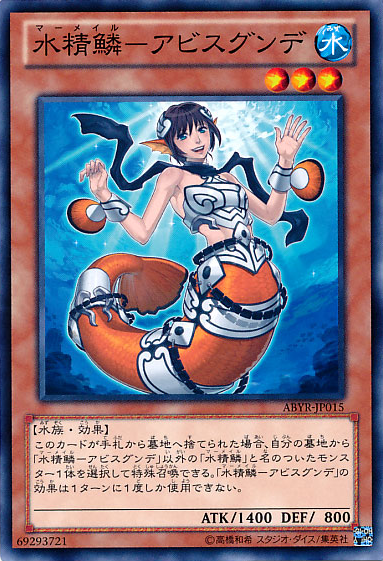 マーメイル
水精鱗－アビスグンデ
みず
水
ABYR-JP015
【水族・効果】
このカードが手札から墓地へ捨てられた場合、自分の墓地から
「水精鱗－アビスグンデ」以外の「水精鱗」と名のついたモンス
ター1体を選択して特殊召喚できる。「水精鱗－アビスグンデ」の
効果は1ターンに1度しか使用できない。
ATK/1400 DEF/ 800
69293721
©高橋和希 スタジオ・ダイス/集英社